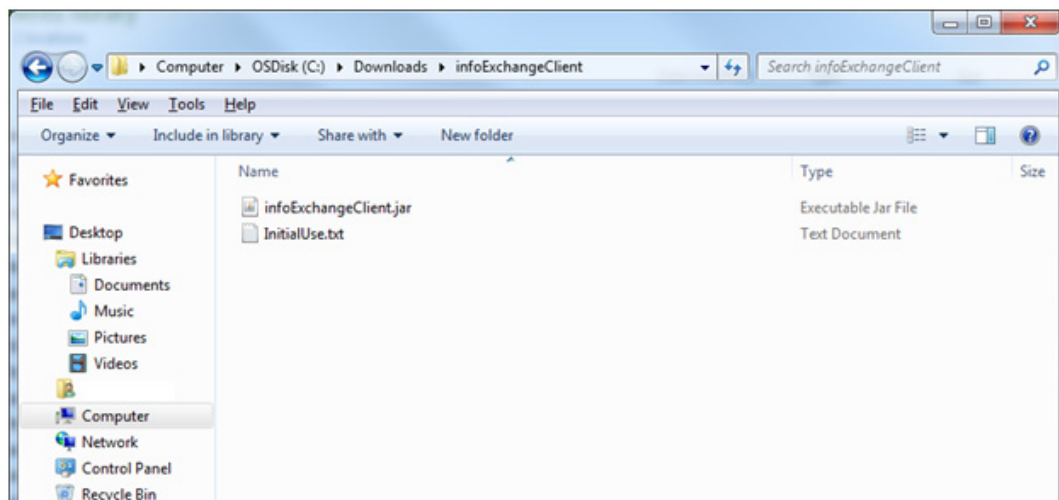 Computer ▸ OSDisk (C:) ▸ Downloads ▸ infoExchangeClient
Search infoExchangeClient
File Edit View Tools Help
Organize Include in library Share with New folder
Name Type Size
infoExchangeClient.jar Executable Jar File
InitialUse.txt Text Document
Favorites
Desktop
Libraries
Documents
Music
Pictures
Videos
Computer
Network
Control Panel
Recycle Bin